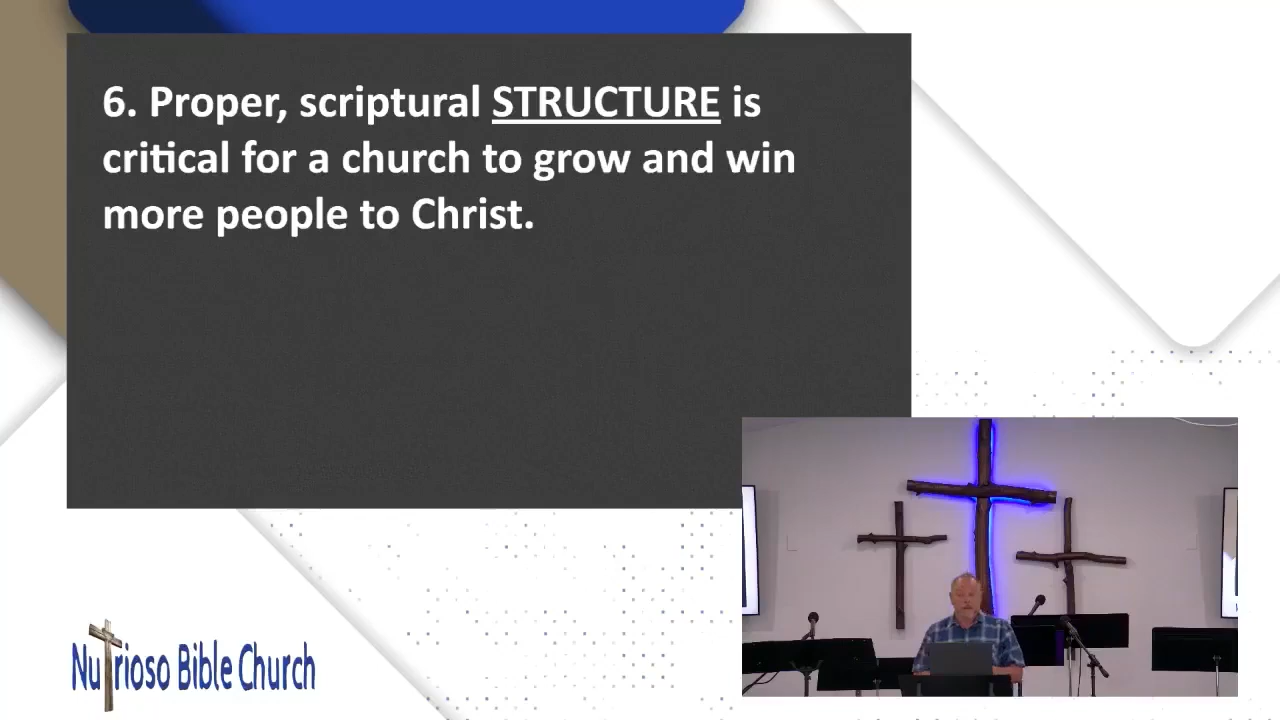 6. Proper, scriptural STRUCTURE is
critical for a church to grow and win
more people to Christ.
Nutrioso Bible Church